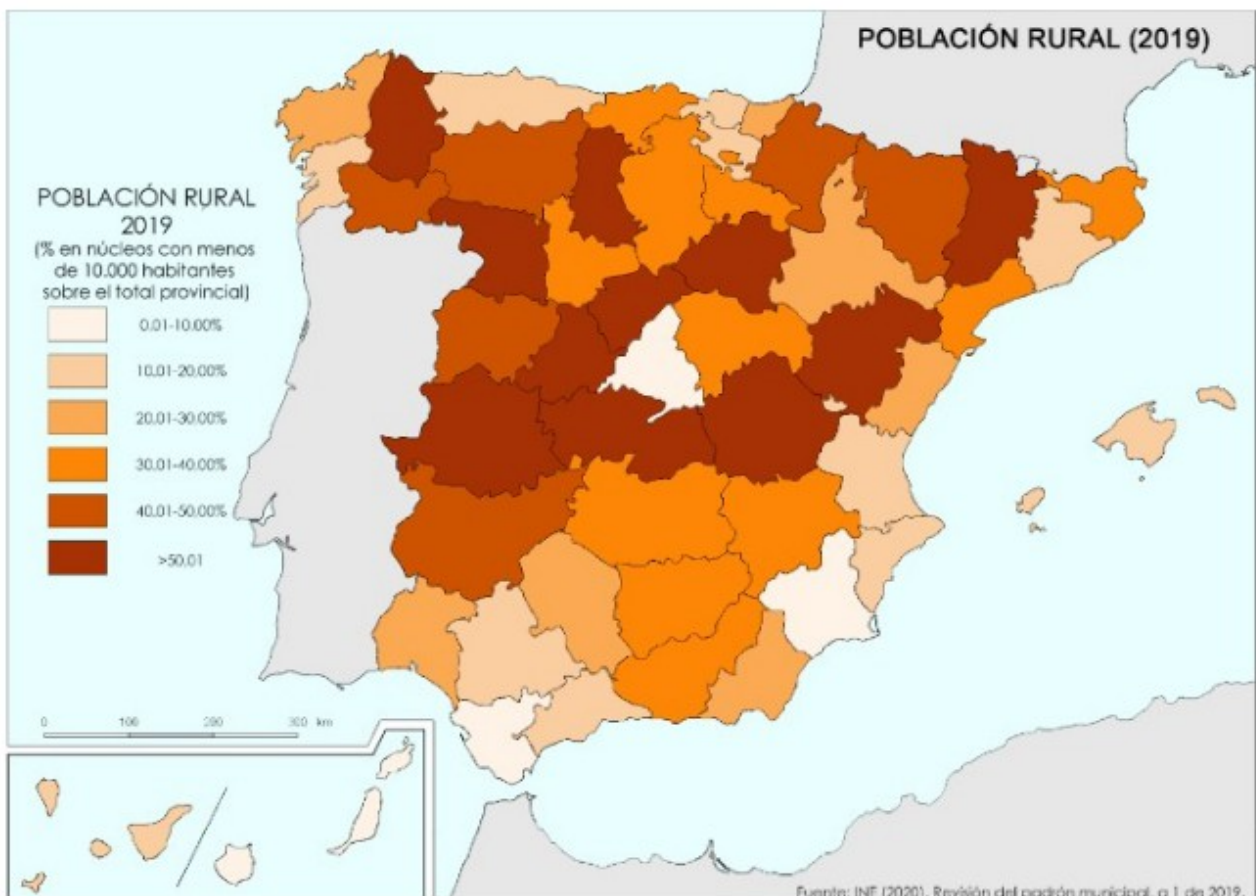 POBLACIÓN RURAL (2019)
POBLACIÓN RURAL
2019
(% en núcleos con menos
de 10.000 habitantes
sobre el total provincial)
0.01-10.00%
10.01-20.00%
20.01-30.00%
30.01-40.00%
40.01-50.00%
>50.01
0 100 200 300 km
Fuente: INE (2020). Revisión del padrón municipal, a 1 de 2019.